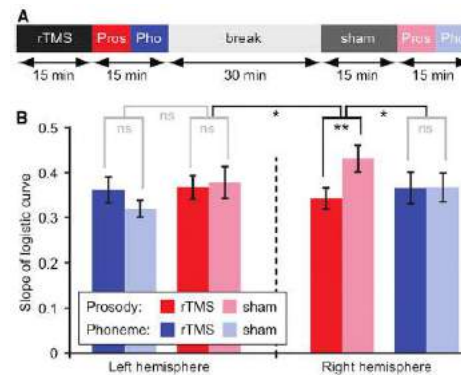 A
rTMS Pros Pho break sham Pros Pho
15 min 15 min 30 min 15 min 15 min
B
ns * *
ns ns ** ns
Slope of logistic curve
0.5
0.4
0.3
0.2
0.1
0
Prosody: rTMS sham
Phoneme: rTMS sham
Left hemisphere Right hemisphere